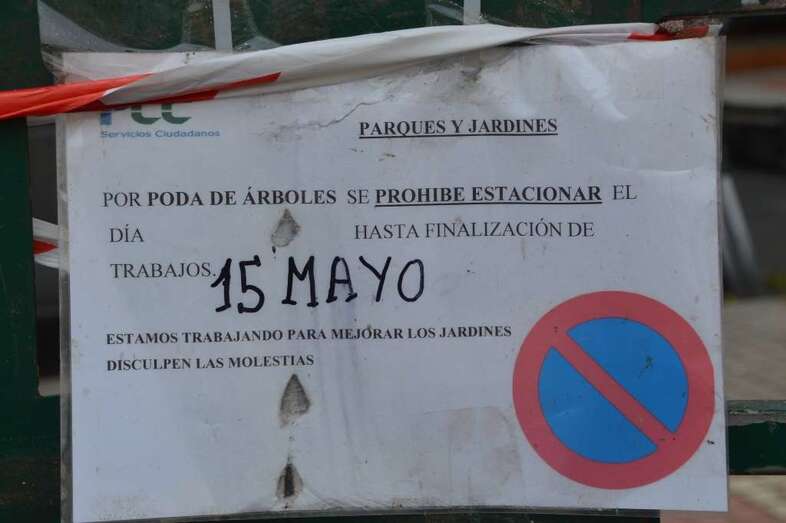 fcc
Servicios Ciudadanos
PARQUES Y JARDINES
POR PODA DE ÁRBOLES SE PROHIBE ESTACIONAR EL
DÍA HASTA FINALIZACIÓN DE
TRABAJOS.
15 MAYO
ESTAMOS TRABAJANDO PARA MEJORAR LOS JARDINES
DISCULPEN LAS MOLESTIAS